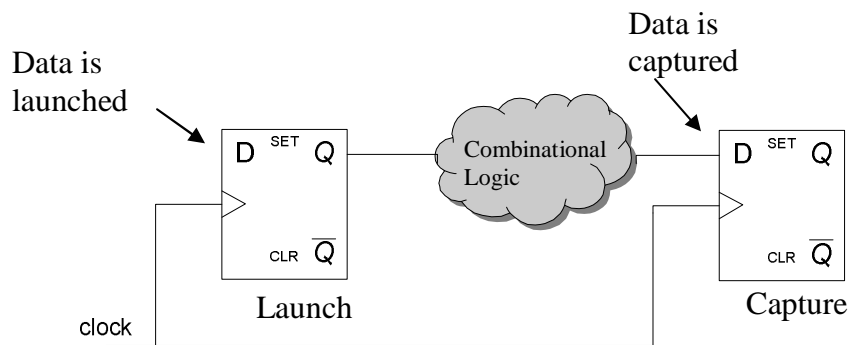 Data is
launched
Data is
captured
D SET Q
CLR Q̅
Launch
Combinational
Logic
D SET Q
CLR Q̅
Capture
clock